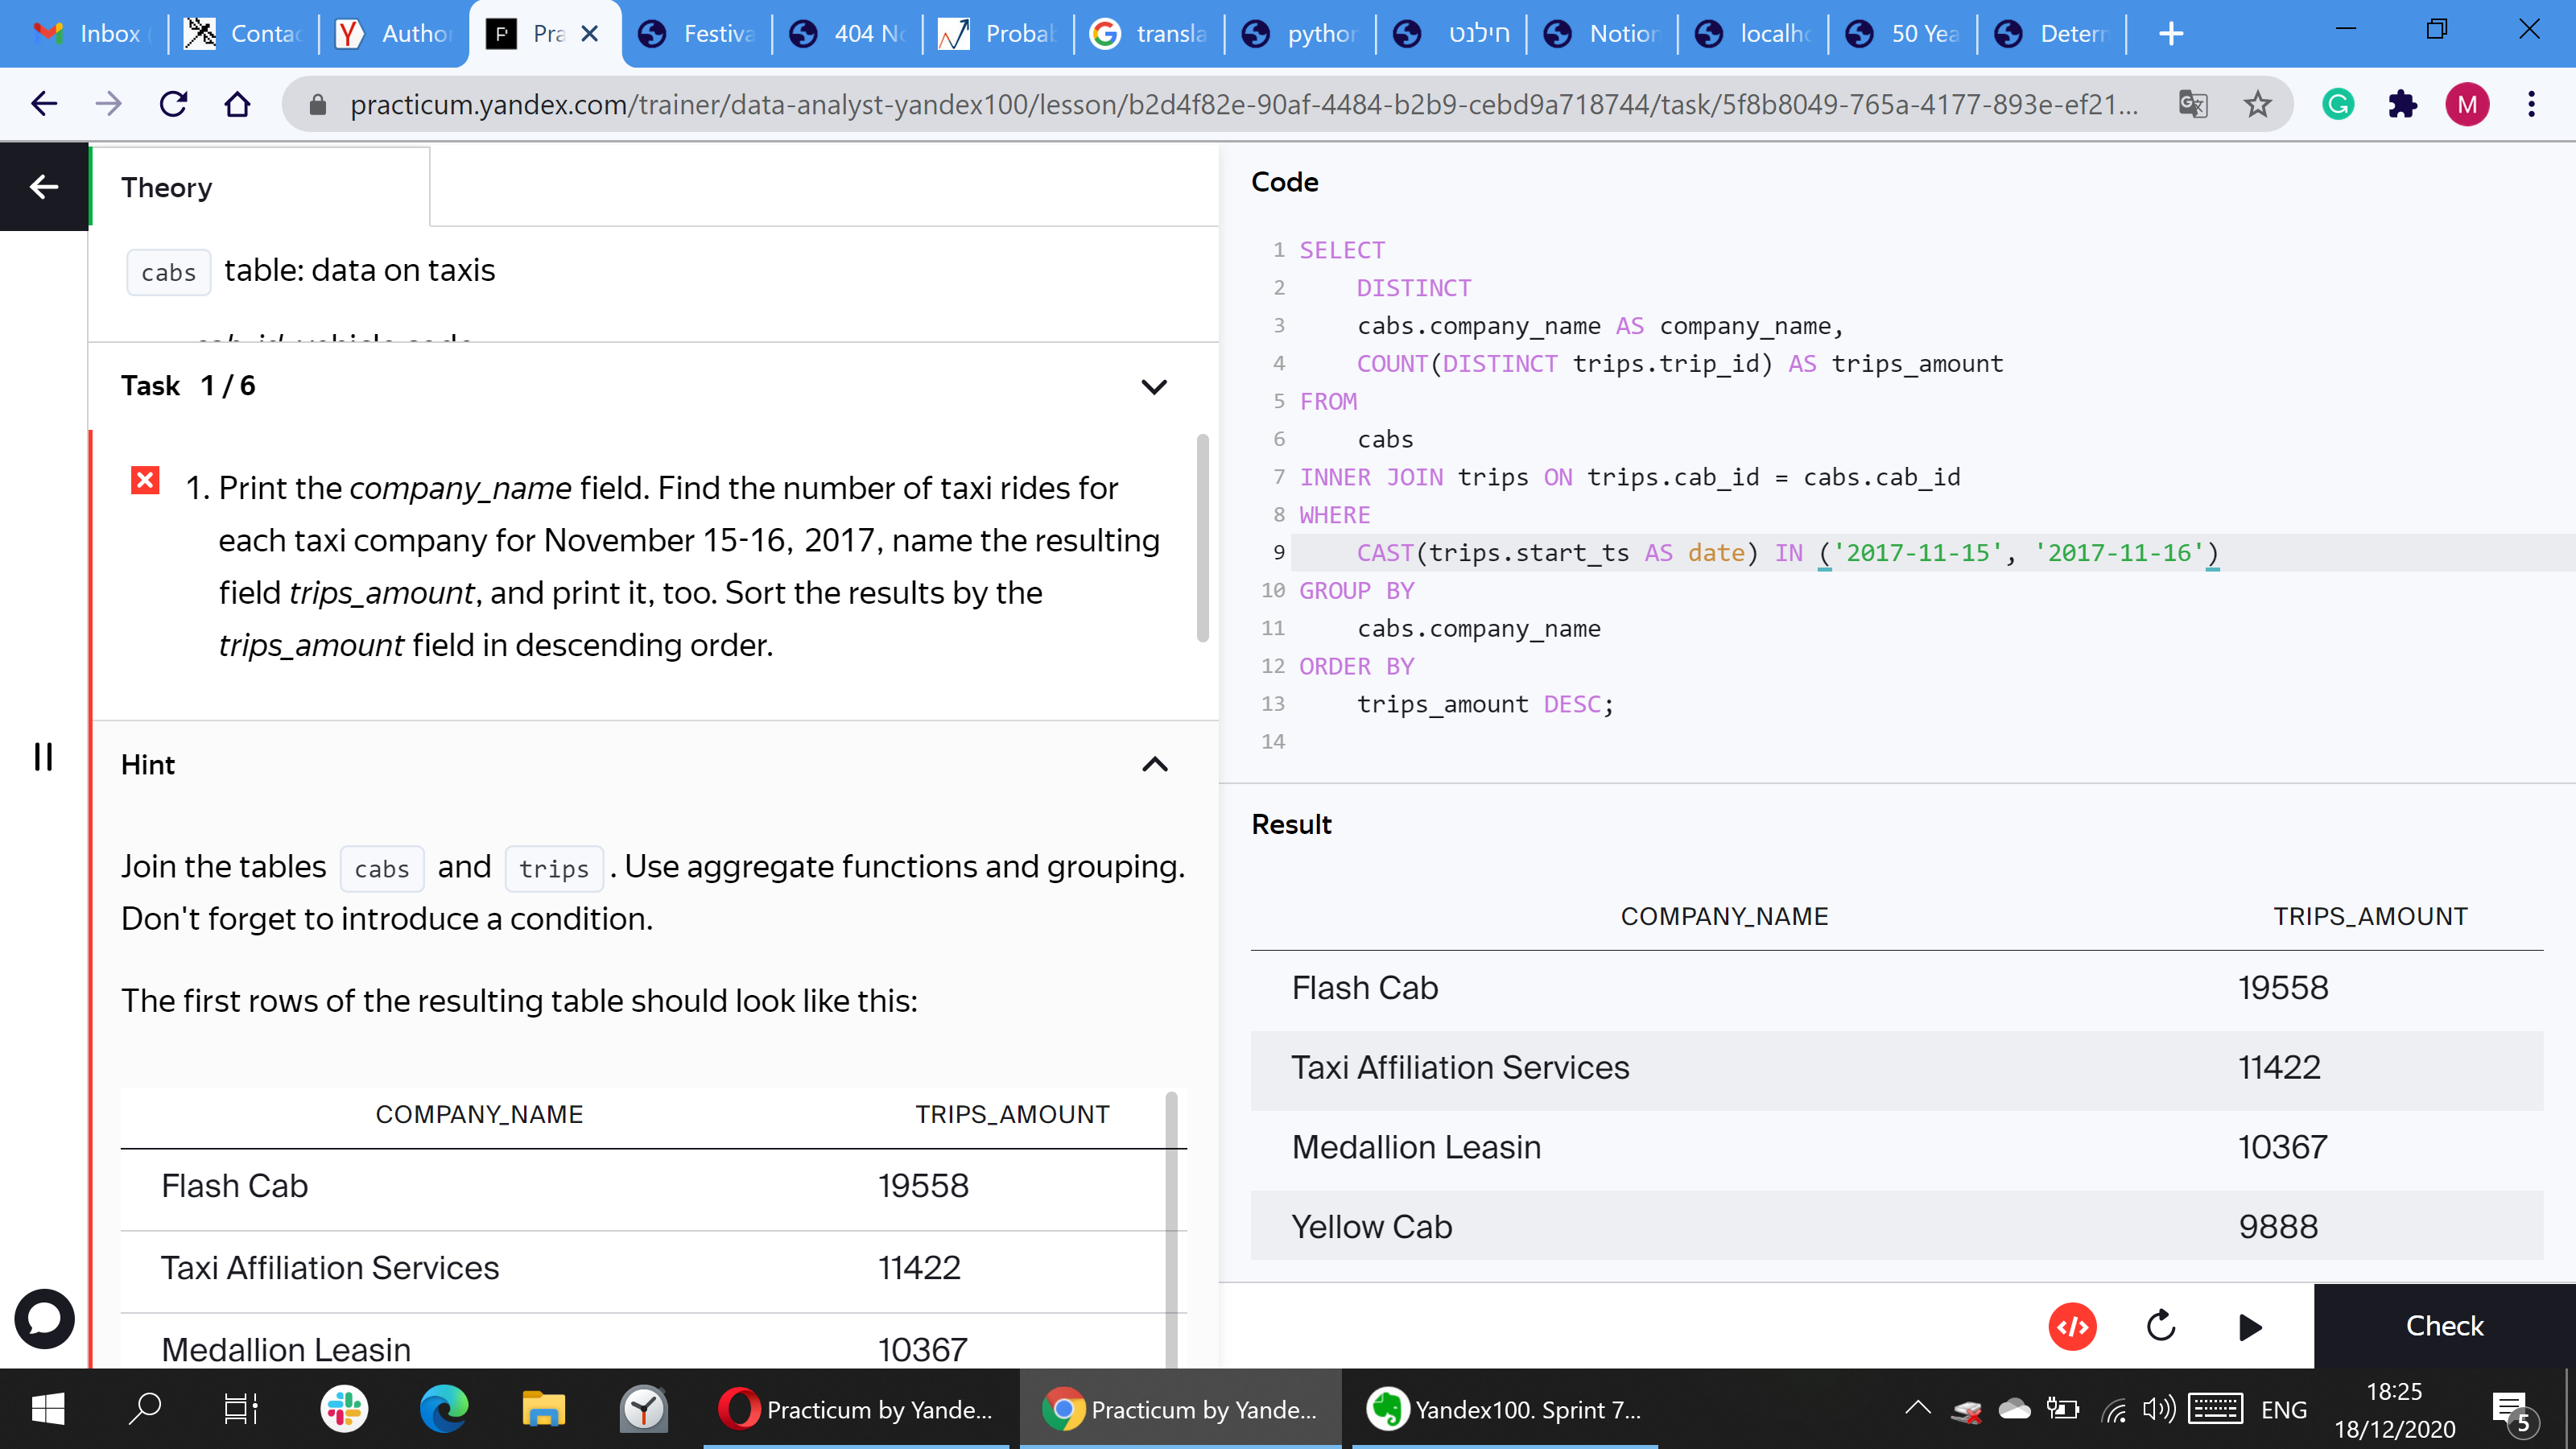 Inbox
Conta
Autho
Pra
Festiva
404 N
Probab
transla
python
חילנט
Notion
localho
50 Yea
Deterr
practicum.yandex.com/trainer/data-analyst-yandex100/lesson/b2d4f82e-90af-4484-b2b9-cebd9a718744/task/5f8b8049-765a-4177-893e-ef21...
M
Theory
cabs table: data on taxis
Task 1 / 6
1. Print the company_name field. Find the number of taxi rides for
each taxi company for November 15-16, 2017, name the resulting
field trips_amount, and print it, too. Sort the results by the
trips_amount field in descending order.
Hint
Join the tables cabs and trips . Use aggregate functions and grouping.
Don't forget to introduce a condition.
The first rows of the resulting table should look like this:
COMPANY_NAME TRIPS_AMOUNT
Flash Cab 19558
Taxi Affiliation Services 11422
Medallion Leasin 10367
Code
1 SELECT
2 DISTINCT
3 cabs.company_name AS company_name,
4 COUNT(DISTINCT trips.trip_id) AS trips_amount
5 FROM
6 cabs
7 INNER JOIN trips ON trips.cab_id = cabs.cab_id
8 WHERE
9 CAST(trips.start_ts AS date) IN ('2017-11-15', '2017-11-16')
10 GROUP BY
11 cabs.company_name
12 ORDER BY
13 trips_amount DESC;
14
Result
COMPANY_NAME TRIPS_AMOUNT
Flash Cab 19558
Taxi Affiliation Services 11422
Medallion Leasin 10367
Yellow Cab 9888
Check
Practicum by Yande...
Practicum by Yande...
Yandex100. Sprint 7...
ENG
18:25
18/12/2020
5